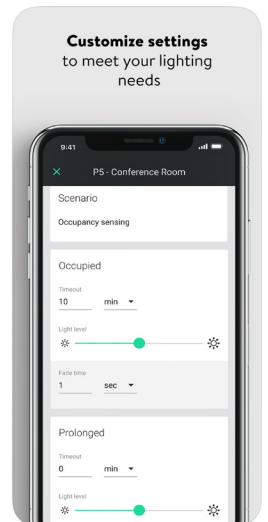 Customize settings
to meet your lighting
needs
9:41
P5 - Conference Room
Scenario
Occupancy sensing
Occupied
Timeout
10 min
Light level
Fade time
1 sec
Prolonged
Timeout
0 min
Light level